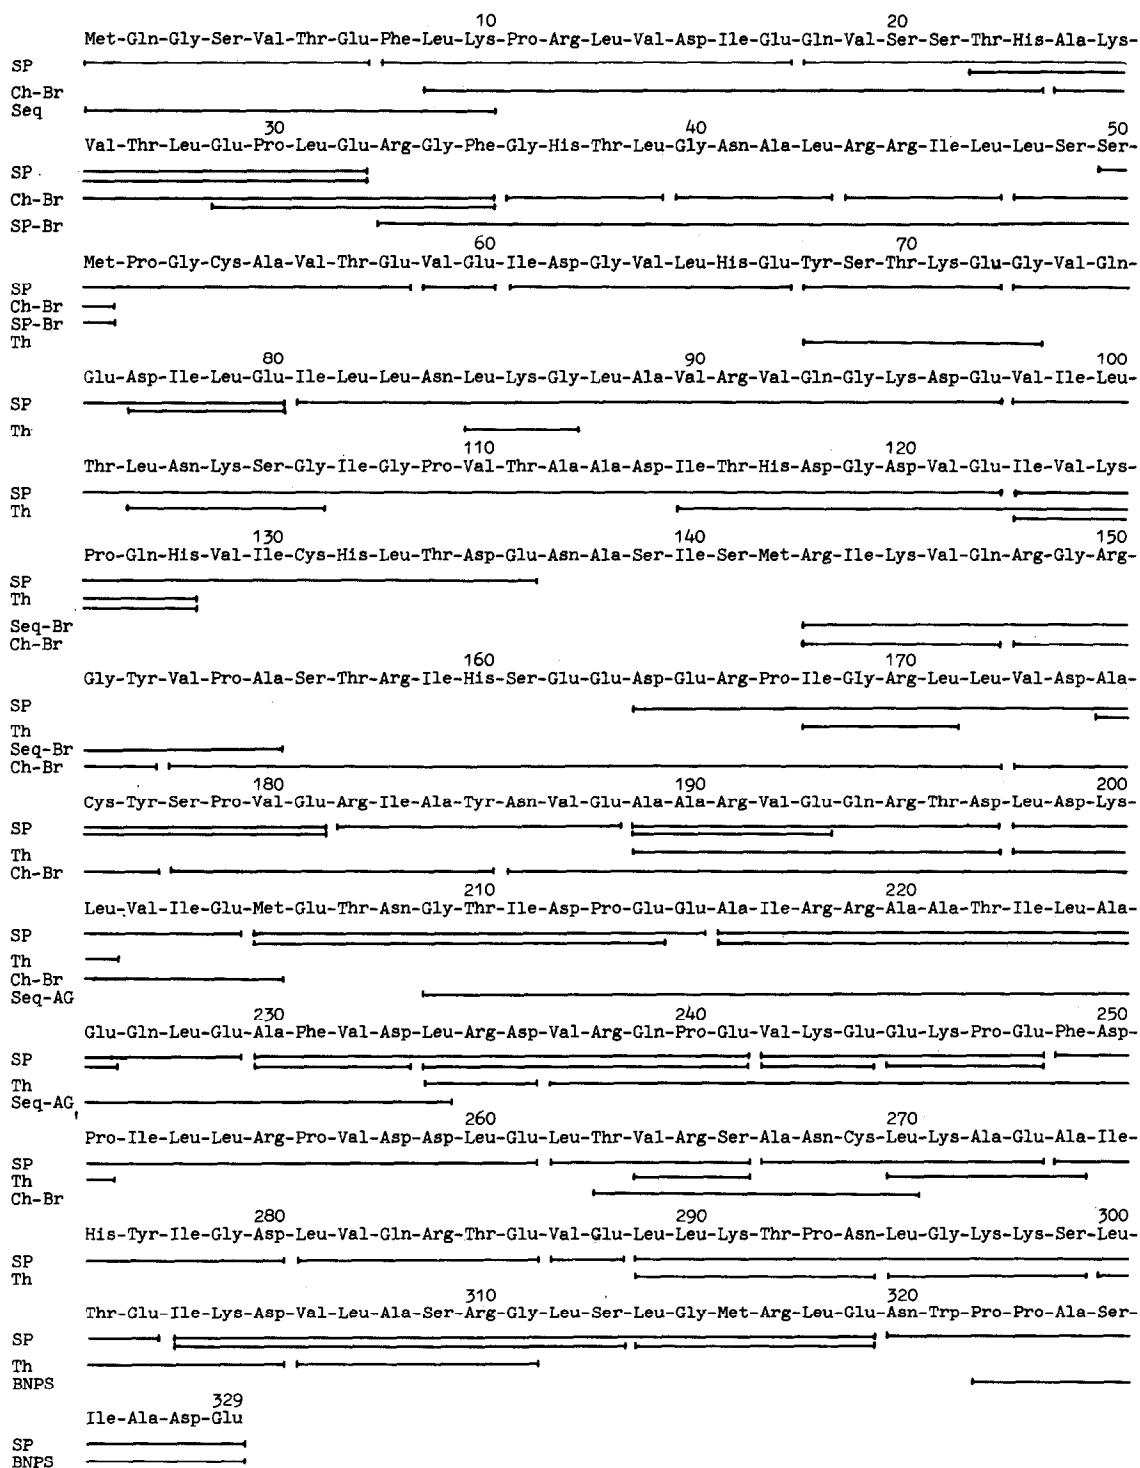 10 20
Met-Gln-Gly-Ser-Val-Thr-Glu-Phe-Leu-Lys-Pro-Arg-Leu-Val-Asp-Ile-Glu-Gln-Val-Ser-Ser-Thr-His-Ala-Lys-
SP
Ch-Br
Seq
30 40 50
Val-Thr-Leu-Glu-Pro-Leu-Glu-Arg-Gly-Phe-Gly-His-Thr-Leu-Gly-Asn-Ala-Leu-Arg-Arg-Ile-Leu-Leu-Ser-Ser-
SP
Ch-Br
SP-Br
60 70
Met-Pro-Gly-Cys-Ala-Val-Thr-Glu-Val-Glu-Ile-Asp-Gly-Val-Leu-His-Glu-Tyr-Ser-Thr-Lys-Glu-Gly-Val-Gln-
SP
Ch-Br
SP-Br
Th
80 90 100
Glu-Asp-Ile-Leu-Glu-Ile-Leu-Leu-Asn-Leu-Lys-Gly-Leu-Ala-Val-Arg-Val-Gln-Gly-Lys-Asp-Glu-Val-Ile-Leu-
SP
Th
110 120
Thr-Leu-Asn-Lys-Ser-Gly-Ile-Gly-Pro-Val-Thr-Ala-Ala-Asp-Ile-Thr-His-Asp-Gly-Asp-Val-Glu-Ile-Val-Lys-
SP
Th
130 140 150
Pro-Gln-His-Val-Ile-Cys-His-Leu-Thr-Asp-Glu-Asn-Ala-Ser-Ile-Ser-Met-Arg-Ile-Lys-Val-Gln-Arg-Gly-Arg-
SP
Th
Seq-Br
Ch-Br
160 170
Gly-Tyr-Val-Pro-Ala-Ser-Thr-Arg-Ile-His-Ser-Glu-Glu-Asp-Glu-Arg-Pro-Ile-Gly-Arg-Leu-Leu-Val-Asp-Ala-
SP
Th
Seq-Br
Ch-Br
180 190 200
Cys-Tyr-Ser-Pro-Val-Glu-Arg-Ile-Ala-Tyr-Asn-Val-Glu-Ala-Ala-Arg-Val-Glu-Gln-Arg-Thr-Asp-Leu-Asp-Lys-
SP
Th
Ch-Br
210 220
Leu-Val-Ile-Glu-Met-Glu-Thr-Asn-Gly-Thr-Ile-Asp-Pro-Glu-Glu-Ala-Ile-Arg-Arg-Ala-Ala-Thr-Ile-Leu-Ala-
SP
Th
Ch-Br
Seq-AG
230 240 250
Glu-Gln-Leu-Glu-Ala-Phe-Val-Asp-Leu-Arg-Asp-Val-Arg-Gln-Pro-Glu-Val-Lys-Glu-Glu-Lys-Pro-Glu-Phe-Asp-
SP
Th
Seq-AG
260 270
Pro-Ile-Leu-Leu-Arg-Pro-Val-Asp-Asp-Leu-Glu-Leu-Thr-Val-Arg-Ser-Ala-Asn-Cys-Leu-Lys-Ala-Glu-Ala-Ile-
SP
Th
Ch-Br
280 290 300
His-Tyr-Ile-Gly-Asp-Leu-Val-Gln-Arg-Thr-Glu-Val-Glu-Leu-Leu-Lys-Thr-Pro-Asn-Leu-Gly-Lys-Lys-Ser-Leu-
SP
Th
310 320
Thr-Glu-Ile-Lys-Asp-Val-Leu-Ala-Ser-Arg-Gly-Leu-Ser-Leu-Gly-Met-Arg-Leu-Glu-Asn-Trp-Pro-Pro-Ala-Ser-
SP
Th
BNPS
329
Ile-Ala-Asp-Glu
SP
BNPS